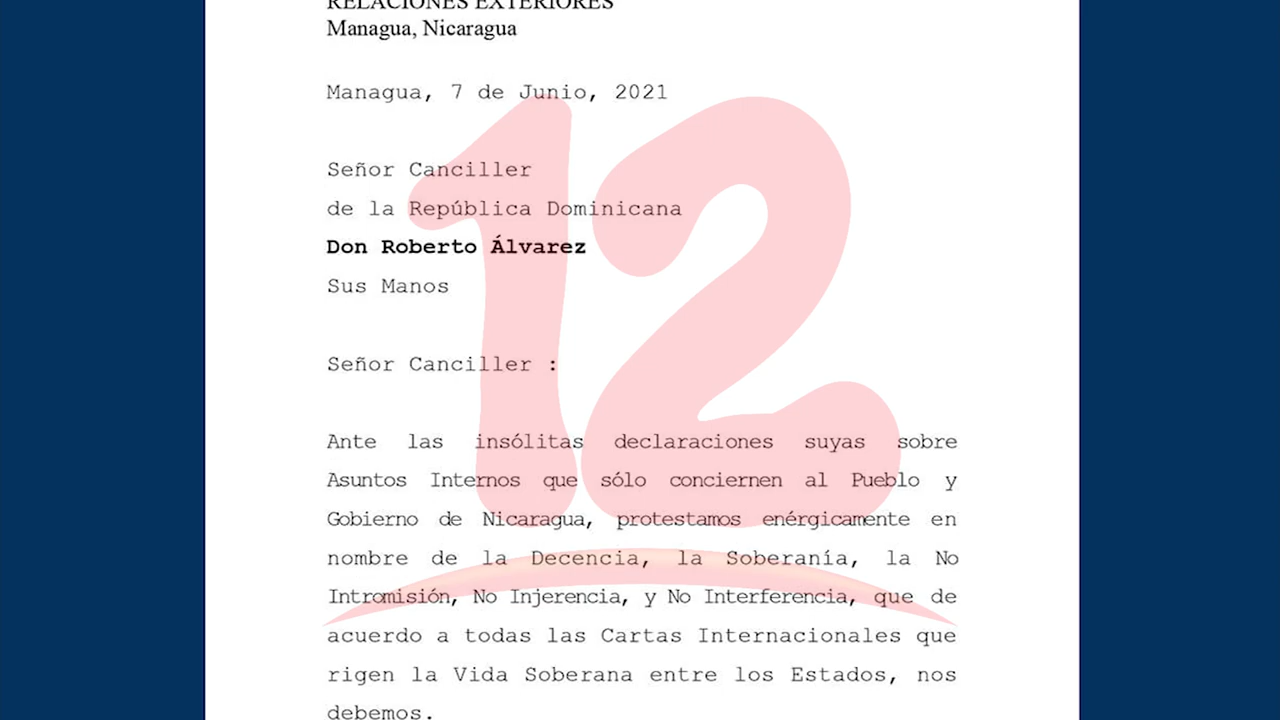 RELACIONES EXTERIORES
Managua, Nicaragua
Managua, 7 de Junio, 2021
Señor Canciller
de la República Dominicana
Don Roberto Álvarez
Sus Manos
Señor Canciller :
Ante las insólitas declaraciones suyas sobre
Asuntos Internos que sólo conciernen al Pueblo y
Gobierno de Nicaragua, protestamos enérgicamente en
nombre de la Decencia, la Soberanía, la No
Intromisión, No Injerencia, y No Interferencia, que de
acuerdo a todas las Cartas Internacionales que
rigen la Vida Soberana entre los Estados, nos
debemos.
12